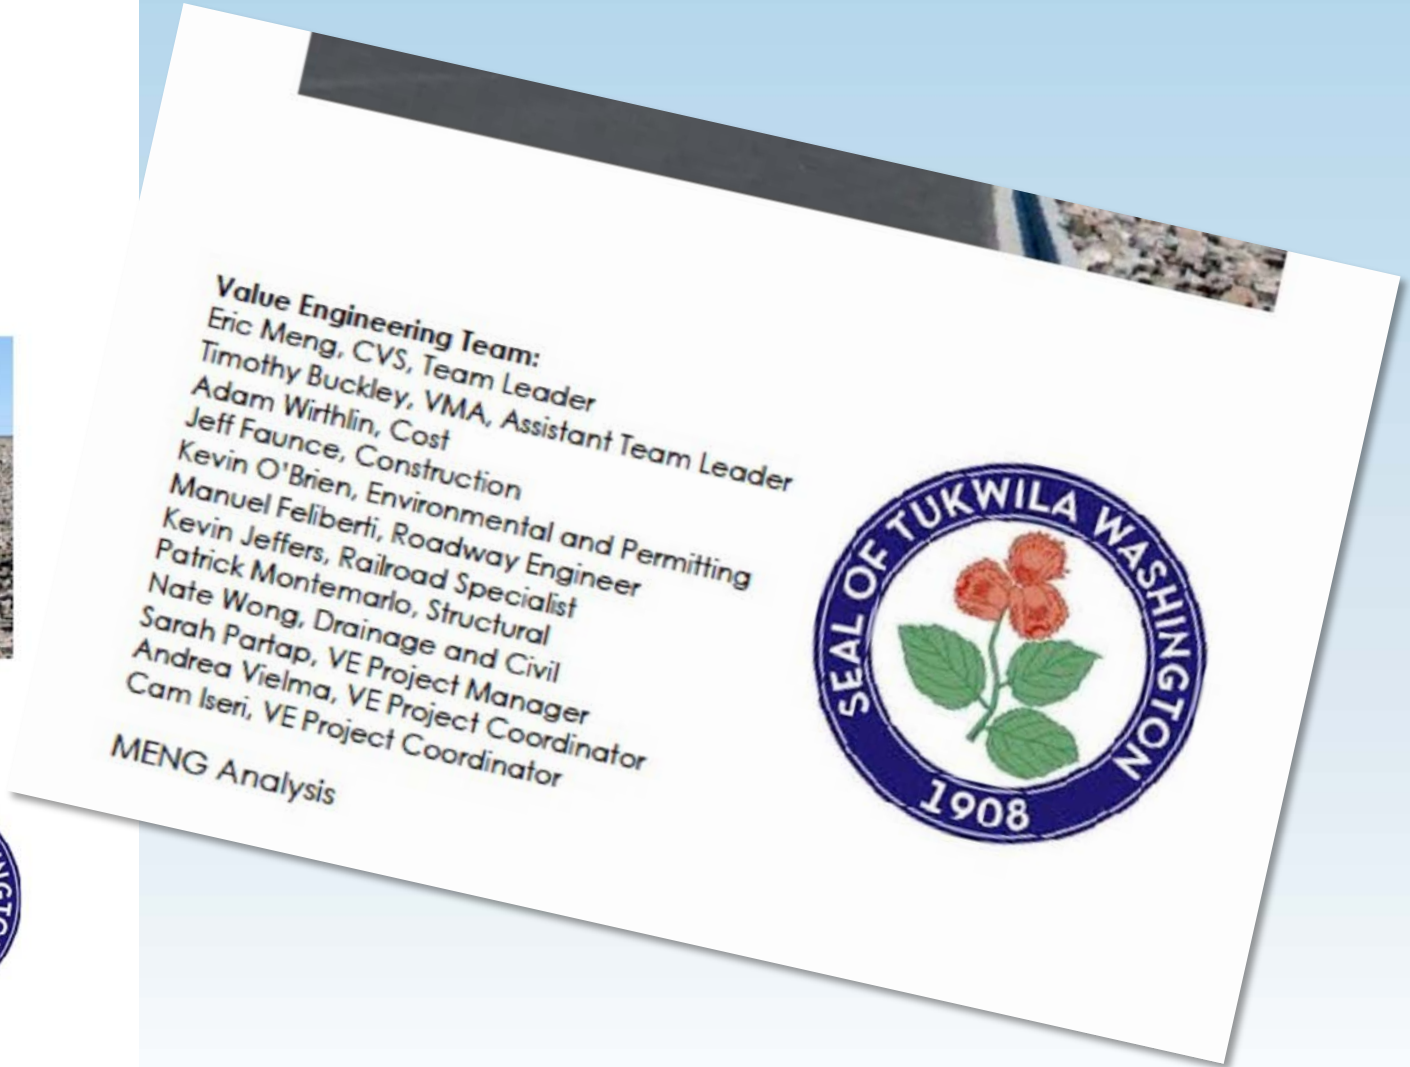 Value Engineering Team:
Eric Meng, CVS, Team Leader
Timothy Buckley, VMA, Assistant Team Leader
Adam Wirthlin, Cost
Jeff Faunce, Construction
Kevin O'Brien, Environmental and Permitting
Manuel Feliberti, Roadway Engineer
Kevin Jeffers, Railroad Specialist
Patrick Montemarlo, Structural
Nate Wong, Drainage and Civil
Sarah Partap, VE Project Manager
Andrea Vielma, VE Project Coordinator
Cam Iseri, VE Project Coordinator
MENG Analysis
SEAL OF TUKWILA WASHINGTON
1908